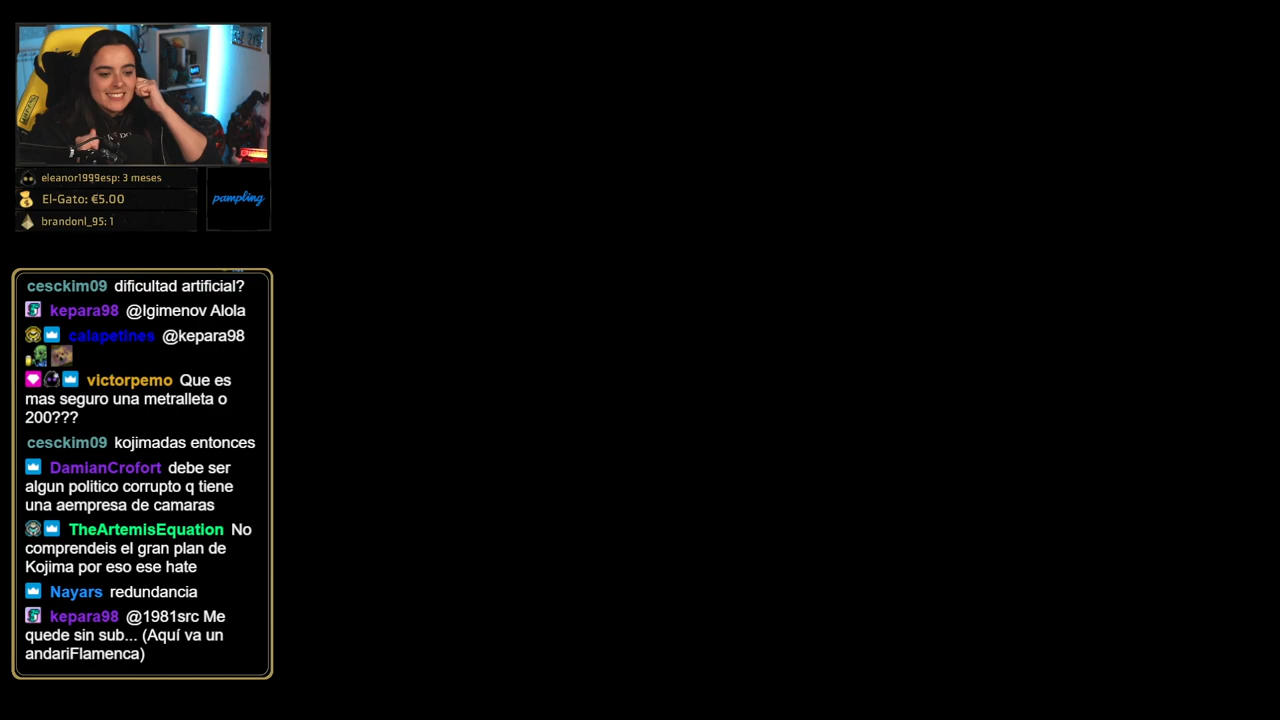 eleanor1999esp: 3 meses
El-Gato: €5.00
pampling
brandonl_95: 1
cesckim09 dificultad artificial?
kepara98 @Igimenov Alola
calapetines @kepara98
victorpemo Que es
mas seguro una metralleta o
200???
cesckim09 kojimadas entonces
DamianCrofort debe ser
algun politico corrupto q tiene
una aempresa de camaras
TheArtemisEquation No
comprendeis el gran plan de
Kojima por eso ese hate
Nayars redundancia
kepara98 @1981src Me
quede sin sub... (Aquí va un
andariFlamenca)